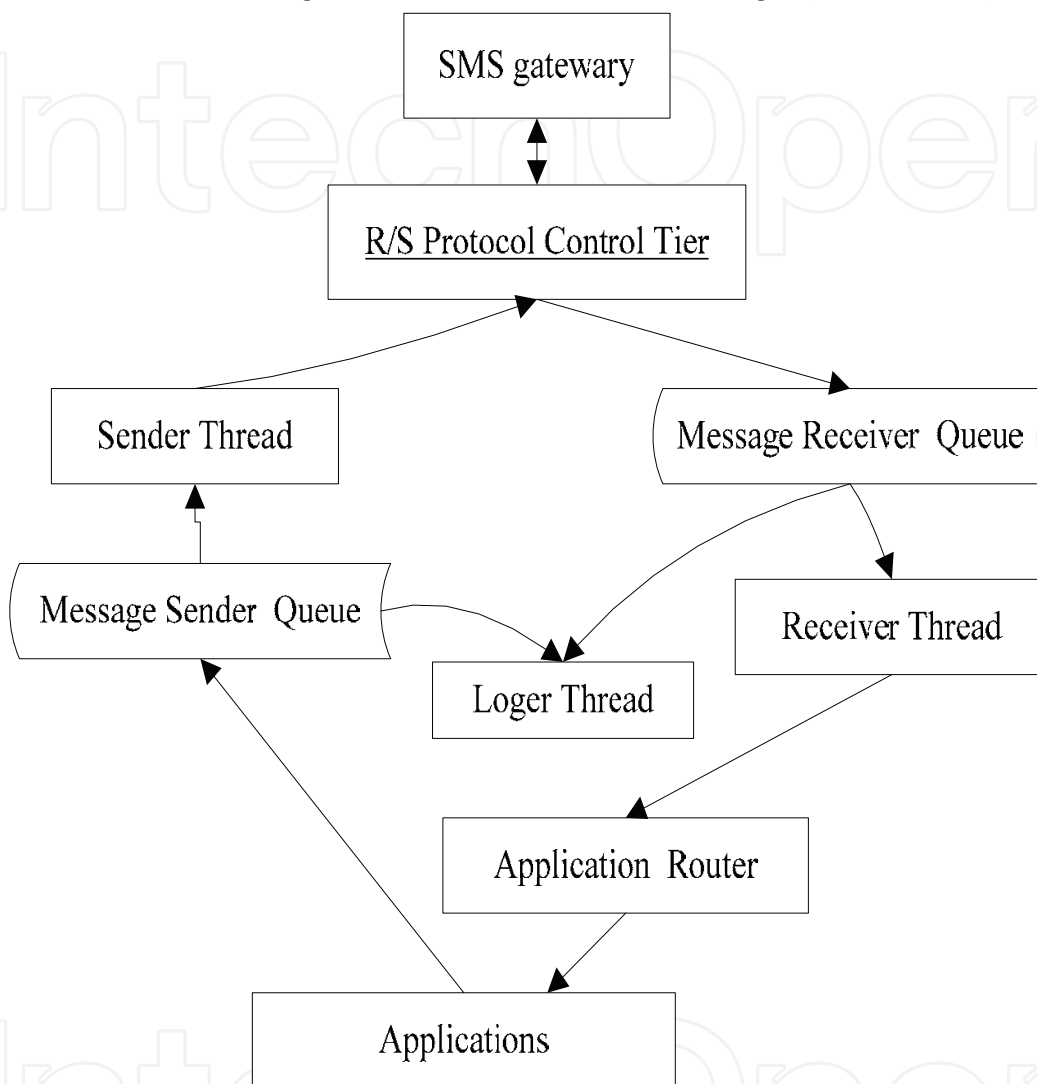 SMS gatewary
R/S Protocol Control Tier
Sender Thread
Message Receiver Queue
Message Sender Queue
Receiver Thread
Loger Thread
Application Router
Applications